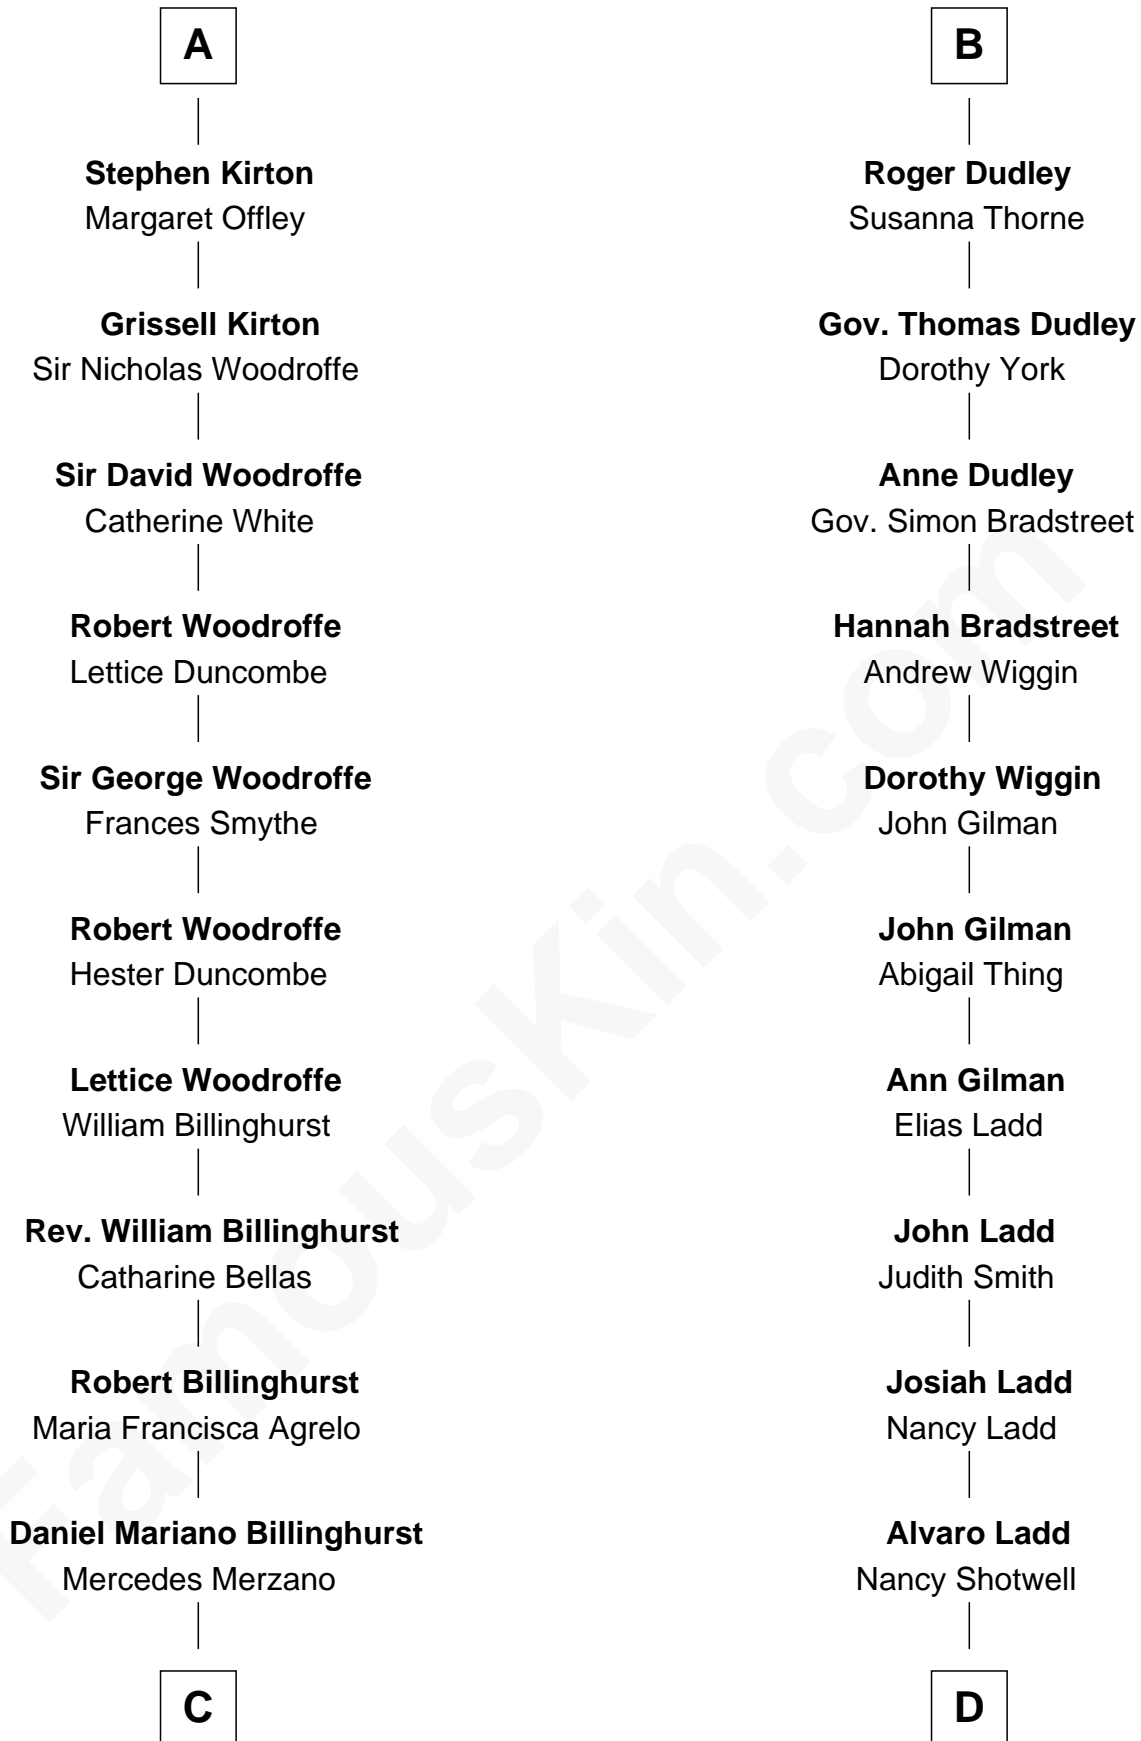 A
Stephen Kirton
Margaret Offley
Grissell Kirton
Sir Nicholas Woodroffe
Sir David Woodroffe
Catherine White
Robert Woodroffe
Lettice Duncombe
Sir George Woodroffe
Frances Smythe
Robert Woodroffe
Hester Duncombe
Lettice Woodroffe
William Billinghurst
Rev. William Billinghurst
Catharine Bellas
Robert Billinghurst
Maria Francisca Agrelo
Daniel Mariano Billinghurst
Mercedes Merzano
C
B
Roger Dudley
Susanna Thorne
Gov. Thomas Dudley
Dorothy York
Anne Dudley
Gov. Simon Bradstreet
Hannah Bradstreet
Andrew Wiggin
Dorothy Wiggin
John Gilman
John Gilman
Abigail Thing
Ann Gilman
Elias Ladd
John Ladd
Judith Smith
Josiah Ladd
Nancy Ladd
Alvaro Ladd
Nancy Shotwell
D
FamousKin.com